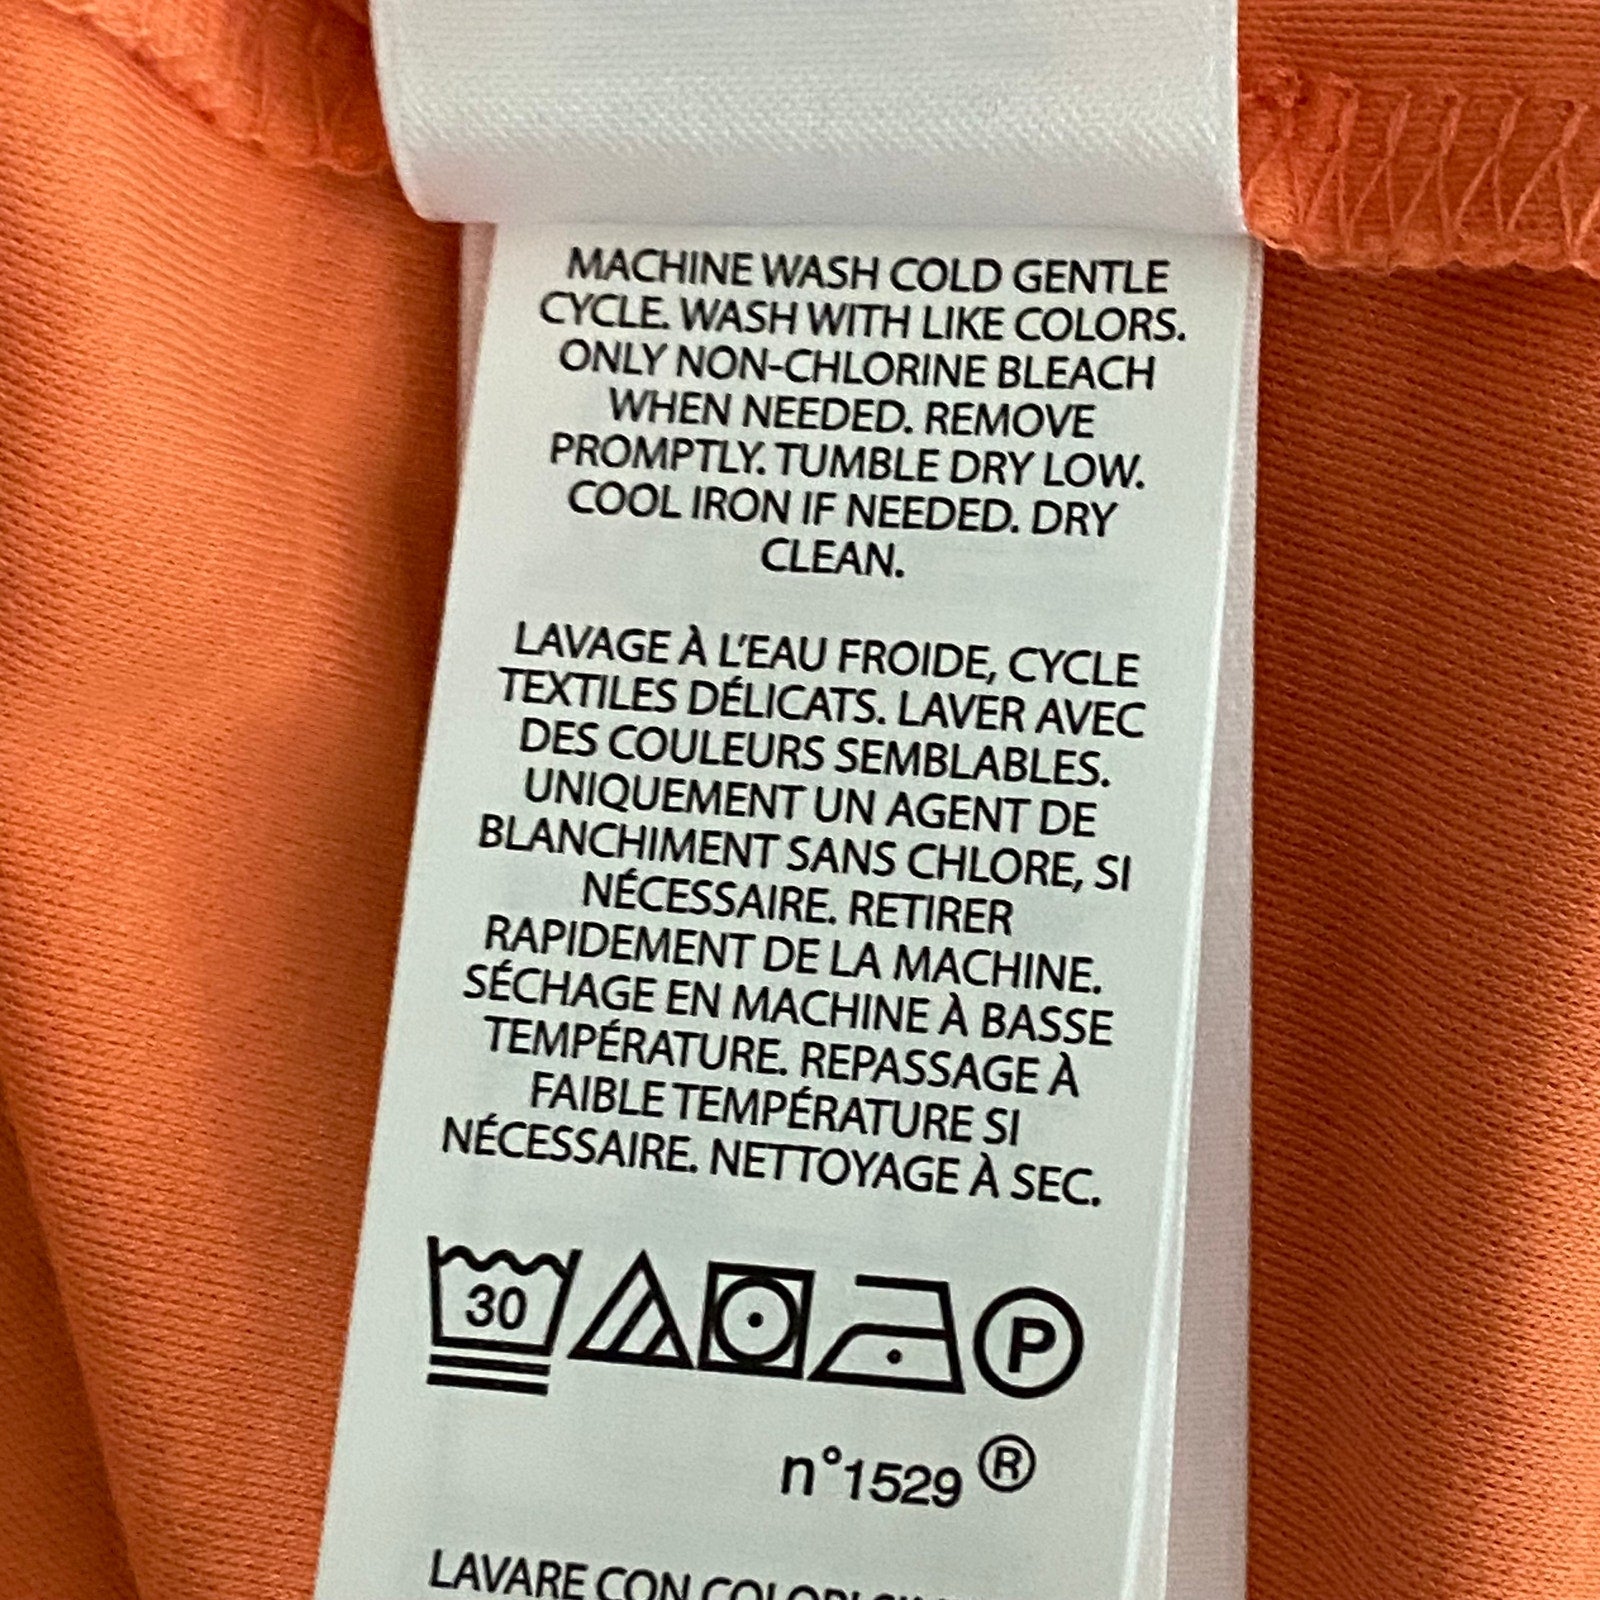 MACHINE WASH COLD GENTLE
CYCLE. WASH WITH LIKE COLORS.
ONLY NON-CHLORINE BLEACH
WHEN NEEDED. REMOVE
PROMPTLY. TUMBLE DRY LOW.
COOL IRON IF NEEDED. DRY
CLEAN.
LAVAGE À L'EAU FROIDE, CYCLE
TEXTILES DÉLICATS. LAVER AVEC
DES COULEURS SEMBLABLES.
UNIQUEMENT UN AGENT DE
BLANCHIMENT SANS CHLORE, SI
NÉCESSAIRE. RETIRER
RAPIDEMENT DE LA MACHINE.
SÉCHAGE EN MACHINE À BASSE
TEMPÉRATURE. REPASSAGE À
FAIBLE TEMPÉRATURE SI
NÉCESSAIRE. NETTOYAGE À SEC.
30 P
n°1529 ®
LAVARE CON COLORI